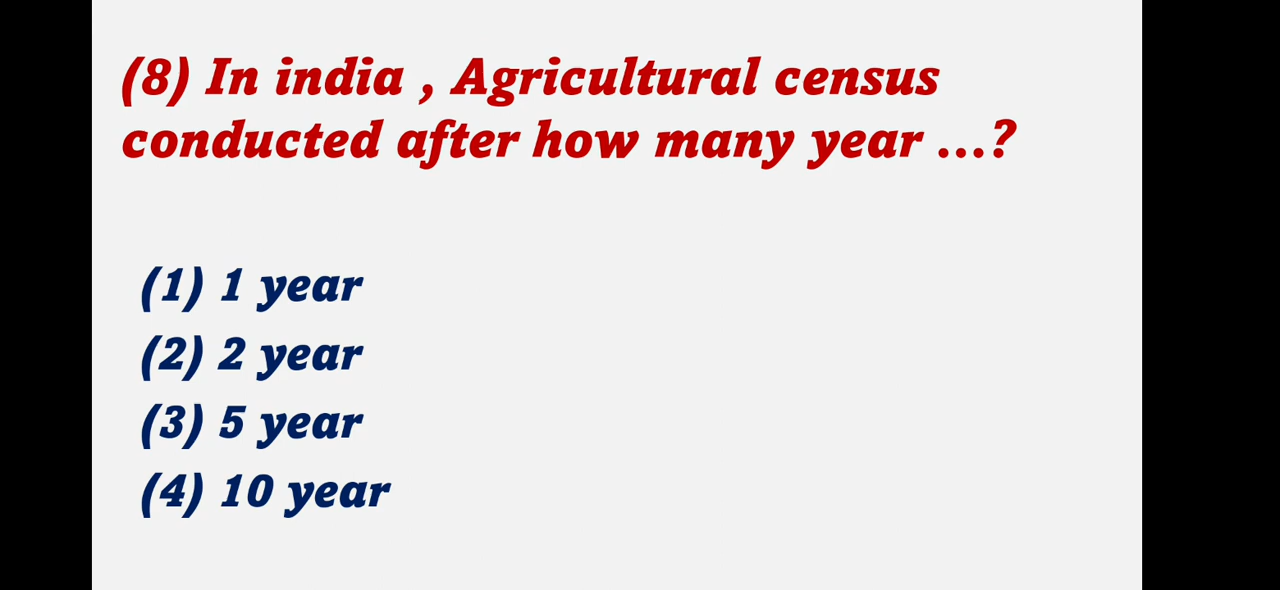 (8) In india , Agricultural census
conducted after how many year ...?
(1) 1 year
(2) 2 year
(3) 5 year
(4) 10 year